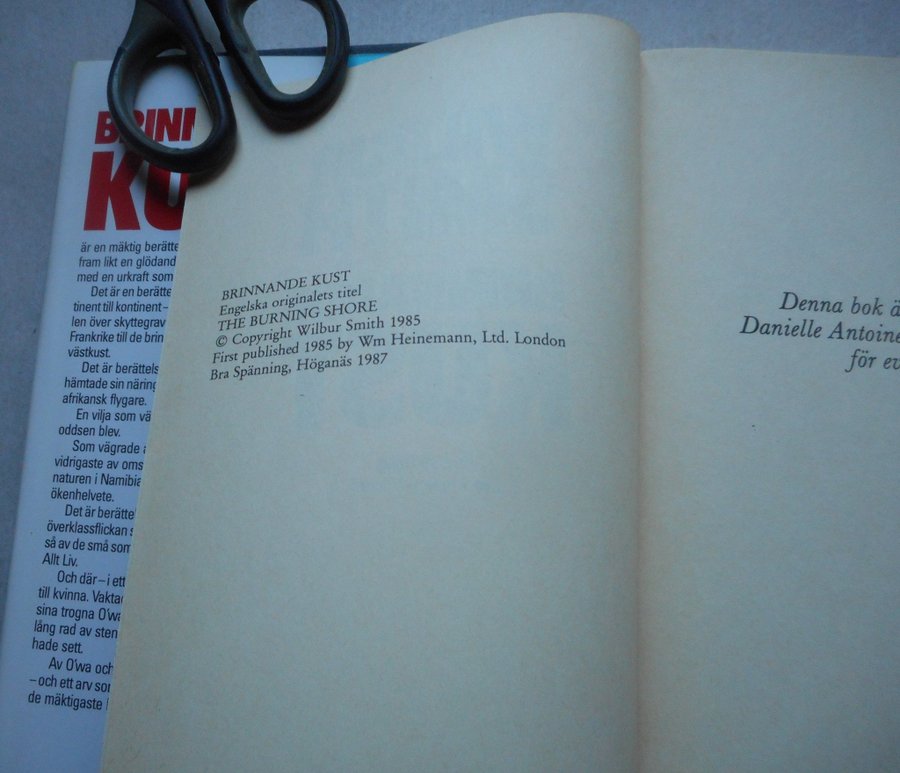 BRINN
KU
är en mäktig berätte
fram likt en glödand
med en urkraft som
Det är en berätte
tinent till kontinent–
len över skyttegrav
Frankrike till de brin
västkust.
Det är berättels
hämtade sin näring
afrikansk flygare.
En vilja som vä
oddsen blev.
Som vägrade a
vidrigaste av oms
naturen i Namibia
ökenhelvete.
Det är berättel
överklassflickan s
så av de små som
Allt Liv.
Och där – i ett
till kvinna. Vaktad
sina trogna O'wa
lång rad av sten
hade sett.
Av O'wa och
– och ett arv som
de mäktigaste
BRINNANDE KUST
Engelska originalets titel
THE BURNING SHORE
© Copyright Wilbur Smith 1985
First published 1985 by Wm Heinemann, Ltd. London
Bra Spänning, Höganäs 1987
Denna bok ä
Danielle Antoine
för ev